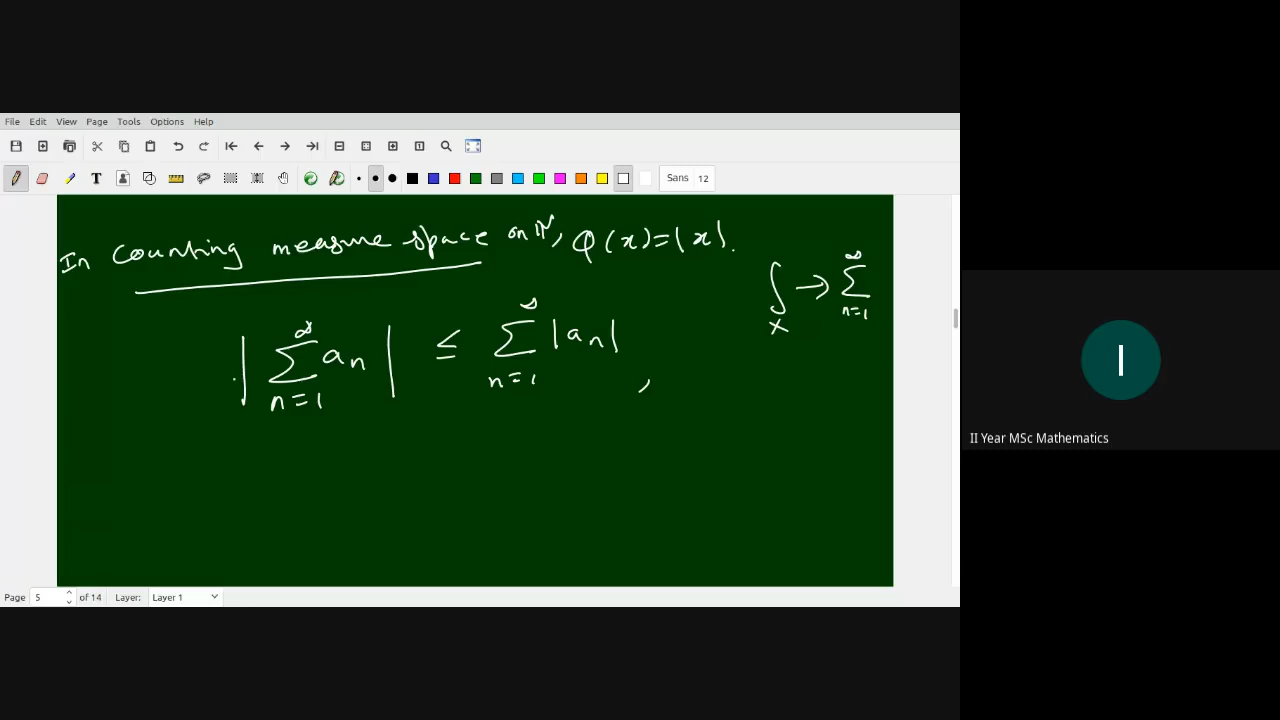 File Edit View Page Tools Options Help
Sans 12
In counting measure space on ℕ, φ(x)=|x|.
∫_X → ∑_{n=1}^∞
|∑_{n=1}^∞ a_n| ≤ ∑_{n=1}^∞ |a_n| ,
I
II Year MSc Mathematics
Page 5 of 14 Layer: Layer 1